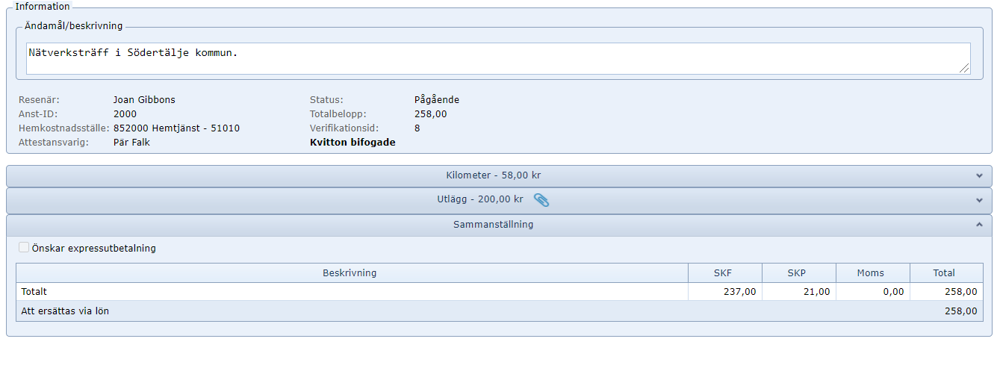 Information
Ändamål/beskrivning
Nätverksträff i Södertälje kommun.
Resenär: Joan Gibbons Status: Pågående
Anst-ID: 2000 Totalbelopp: 258,00
Hemkostnadsställe: 852000 Hemtjänst - 51010 Verifikationsid: 8
Attestansvarig: Pär Falk Kvitton bifogade
Kilometer - 58,00 kr
Utlägg - 200,00 kr
Sammanställning
Önskar expressutbetalning
Beskrivning SKF SKP Moms Total
Totalt 237,00 21,00 0,00 258,00
Att ersättas via lön 258,00